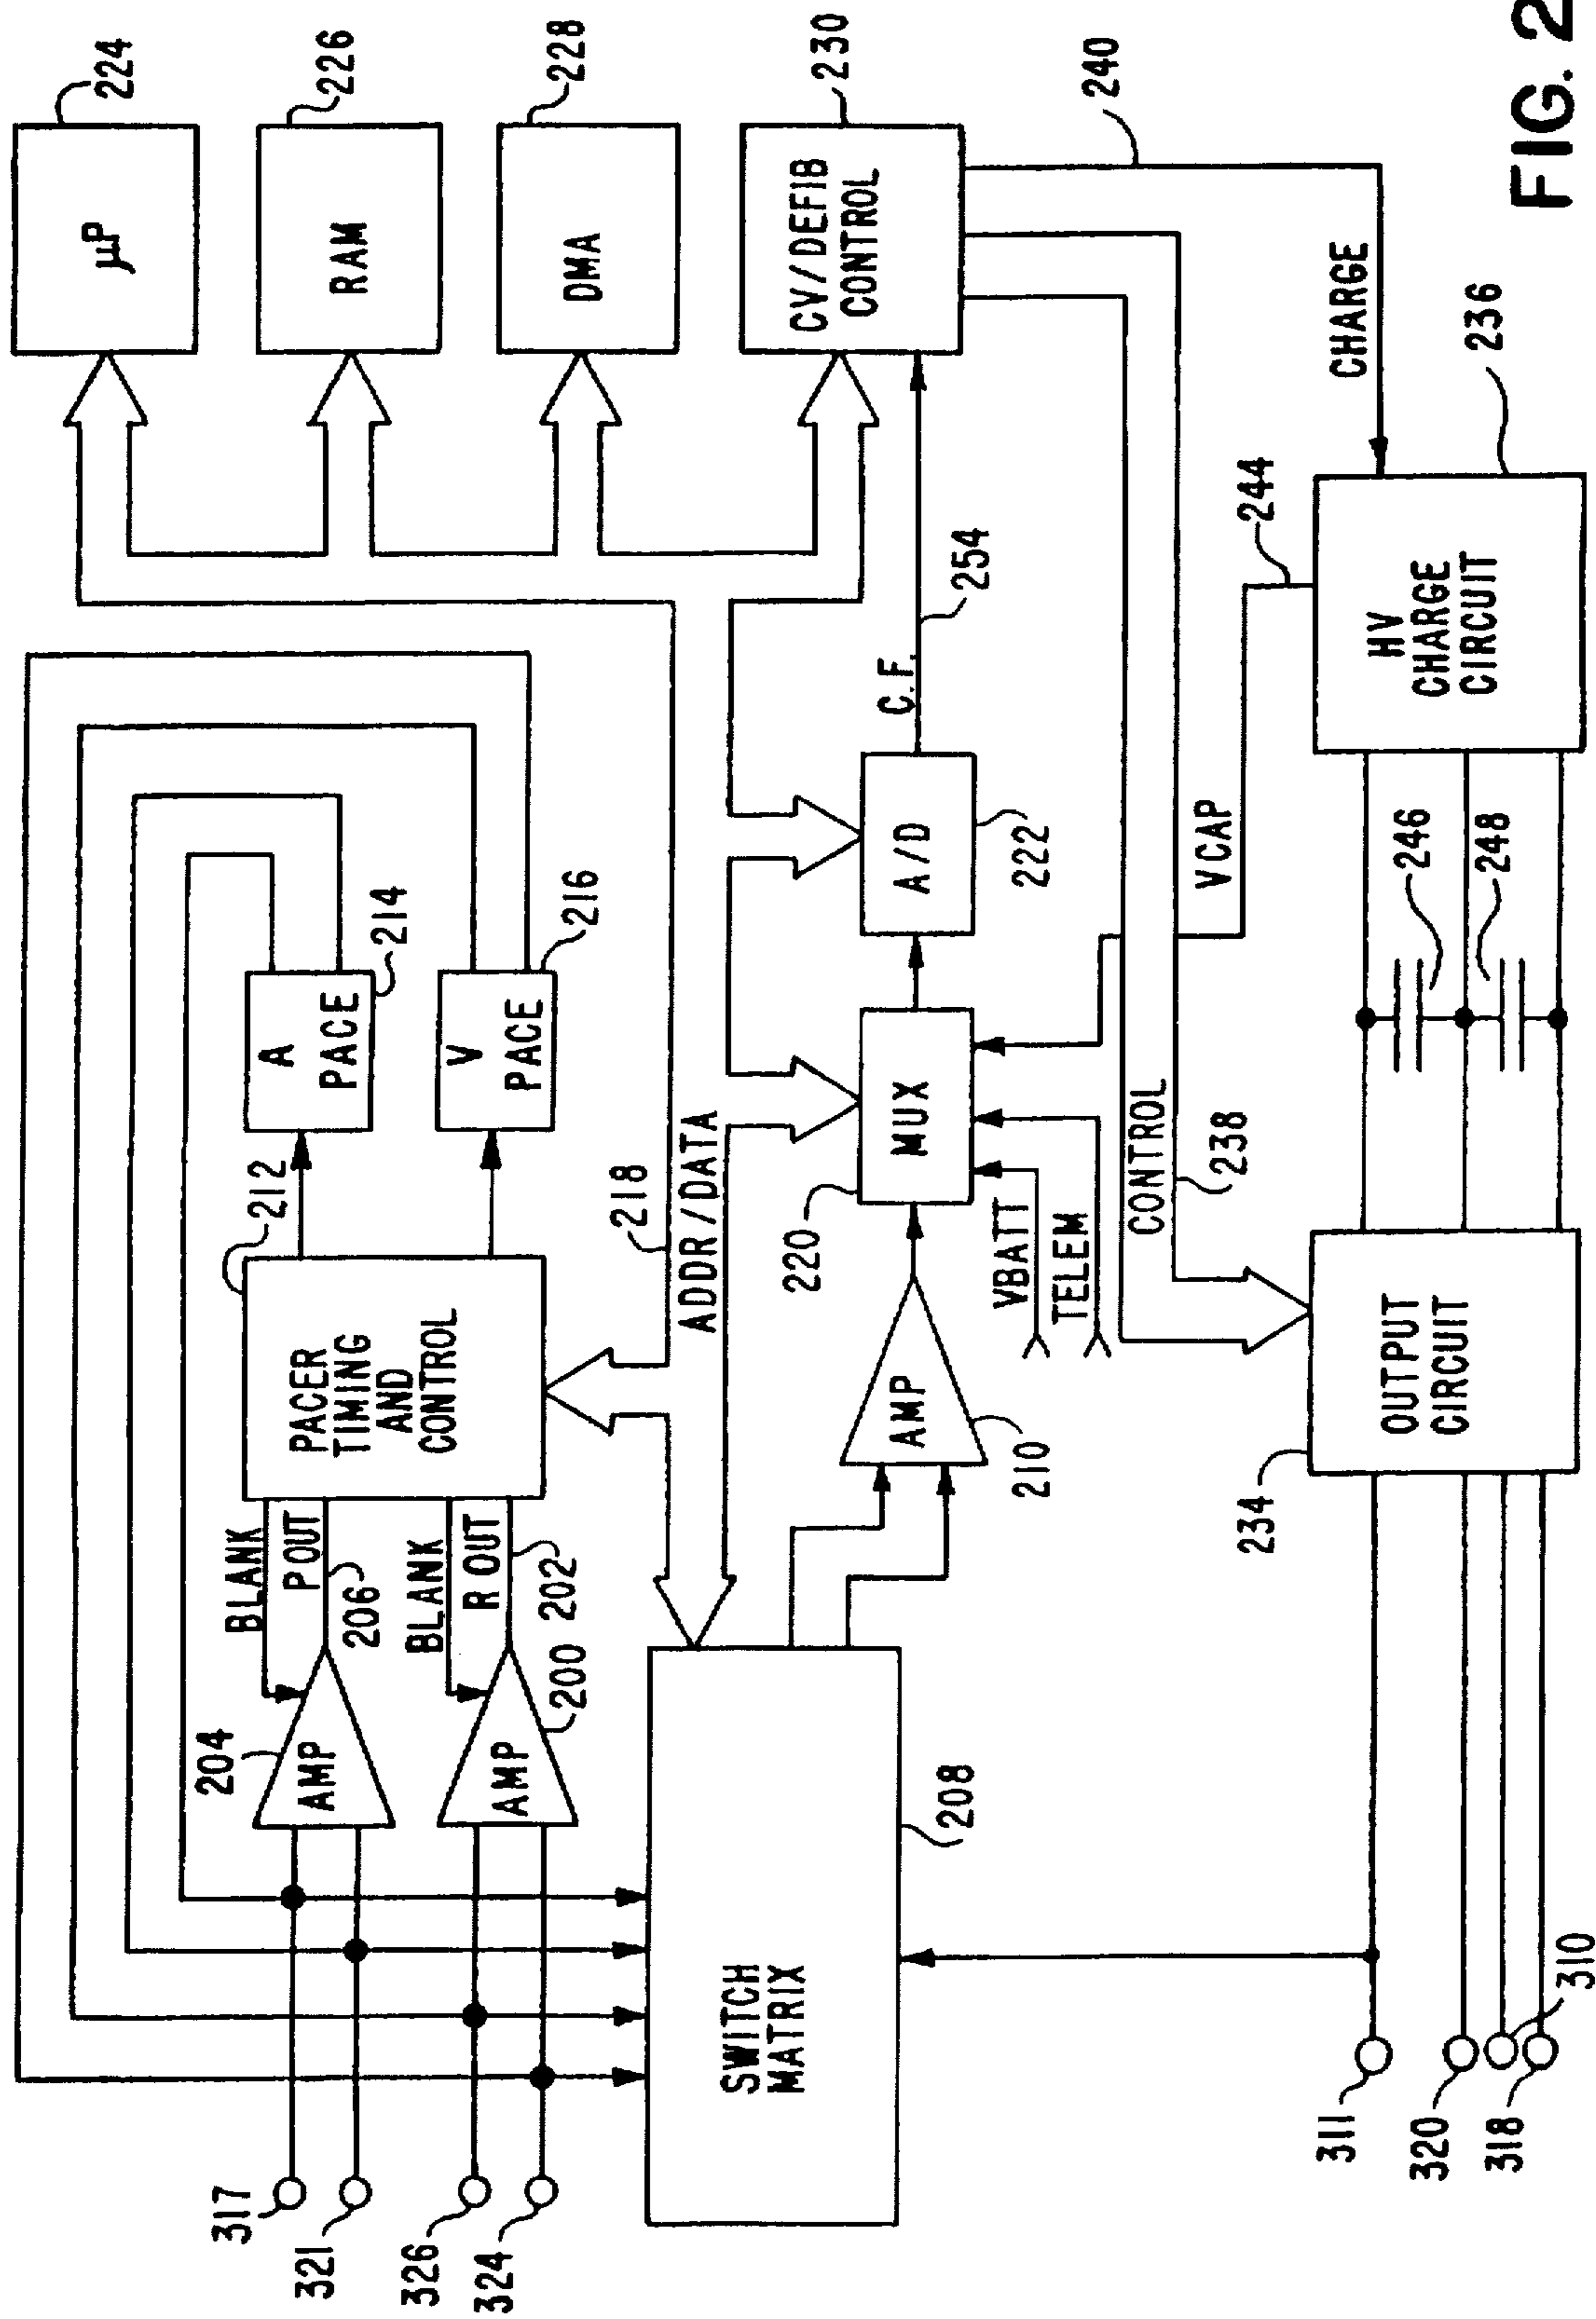 317
321
326
324
204
AMP
BLANK
P OUT
206
AMP
200
BLANK
R OUT
202
PACER
TIMING
AND
CONTROL
212
A
PACE
214
V
PACE
216
218
ADDR/DATA
µP
224
RAM
226
DMA
228
CV/DEFIB
CONTROL
230
SWITCH
MATRIX
208
AMP
210
220
MUX
VBATT
TELEM
A/D
222
C.F.
254
CONTROL
238
VCAP
244
240
CHARGE
311
320
318
310
234
OUTPUT
CIRCUIT
246
248
HV
CHARGE
CIRCUIT
236
FIG. 2